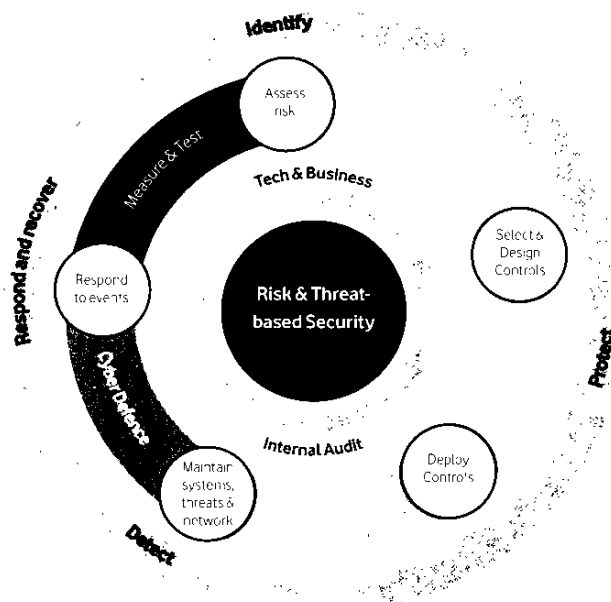 Identify
Assess
risk
Measure & Test
Tech & Business
Respond and recover
Select &
Design
Controls
Respond
to events
Risk & Threat-
based Security
Protect
Cyber Defence
Internal Audit
Maintain
systems,
threats &
network
Deploy
Controls
Detect